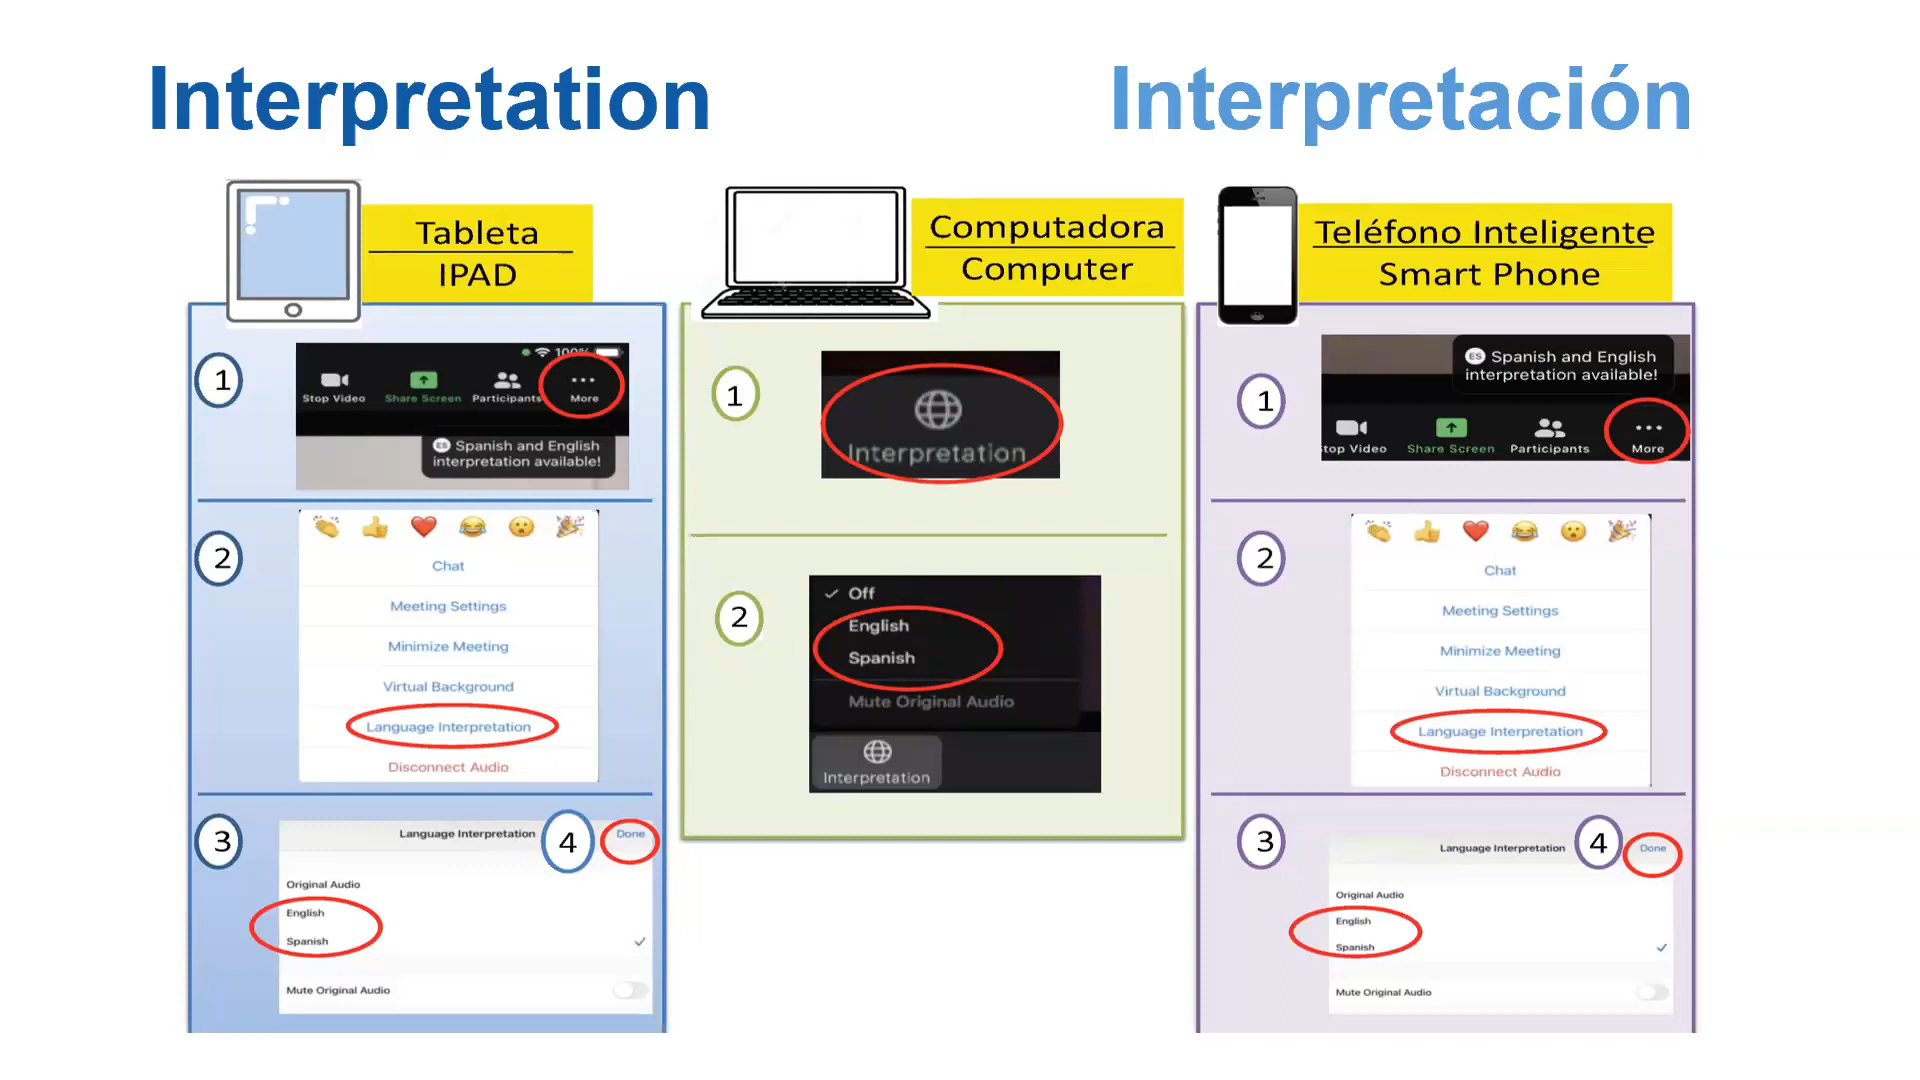 Interpretation
Interpretación
Tableta
IPAD
1
100%
Stop Video
Share Screen
Participants
More
ES Spanish and English
interpretation available!
2
Chat
Meeting Settings
Minimize Meeting
Virtual Background
Language Interpretation
Disconnect Audio
3
Language Interpretation
4
Done
Original Audio
English
Spanish
Mute Original Audio
Computadora
Computer
1
Interpretation
2
Off
English
Spanish
Mute Original Audio
Interpretation
Teléfono Inteligente
Smart Phone
1
ES Spanish and English
interpretation available!
top Video
Share Screen
Participants
More
2
Chat
Meeting Settings
Minimize Meeting
Virtual Background
Language Interpretation
Disconnect Audio
3
Language Interpretation
4
Done
Original Audio
English
Spanish
Mute Original Audio